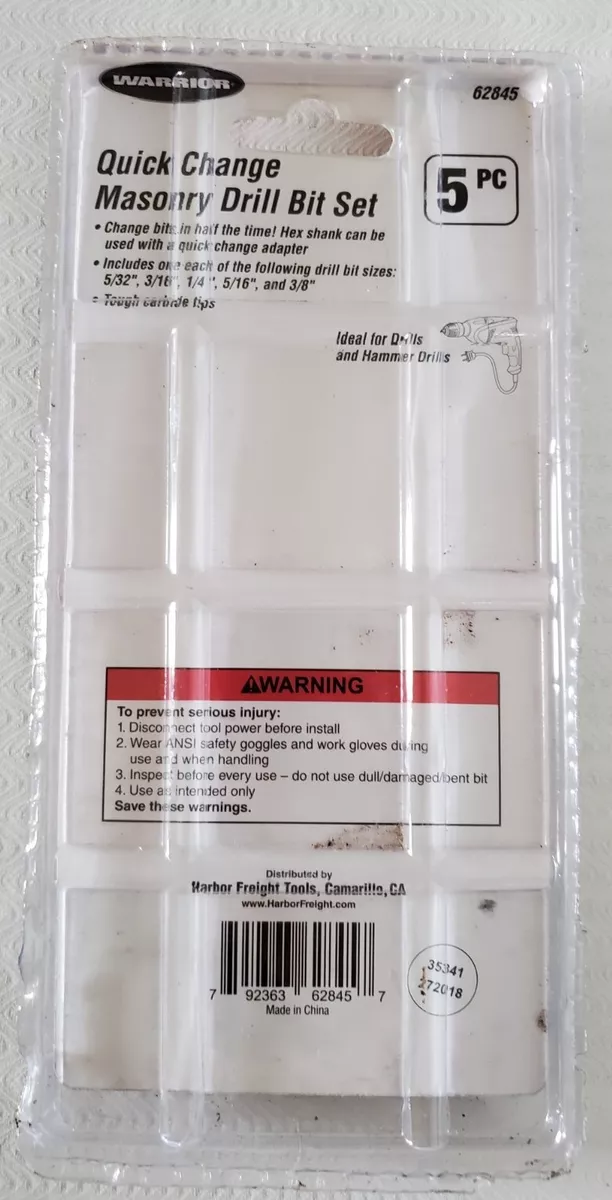 WARRIOR
62845
Quick Change
Masonry Drill Bit Set
5 PC
• Change bits in half the time! Hex shank can be
used with a quick change adapter
• Includes one each of the following drill bit sizes:
5/32", 3/16", 1/4", 5/16", and 3/8"
• Tough carbide tips
Ideal for Drills
and Hammer Drills
⚠WARNING
To prevent serious injury:
1. Disconnect tool power before install
2. Wear ANSI safety goggles and work gloves during
use and when handling
3. Inspect before every use – do not use dull/damaged/bent bit
4. Use as intended only
Save these warnings.
Distributed by
Harbor Freight Tools, Camarillo, CA
www.HarborFreight.com
7 92363 62845 7
Made in China
35341
72018